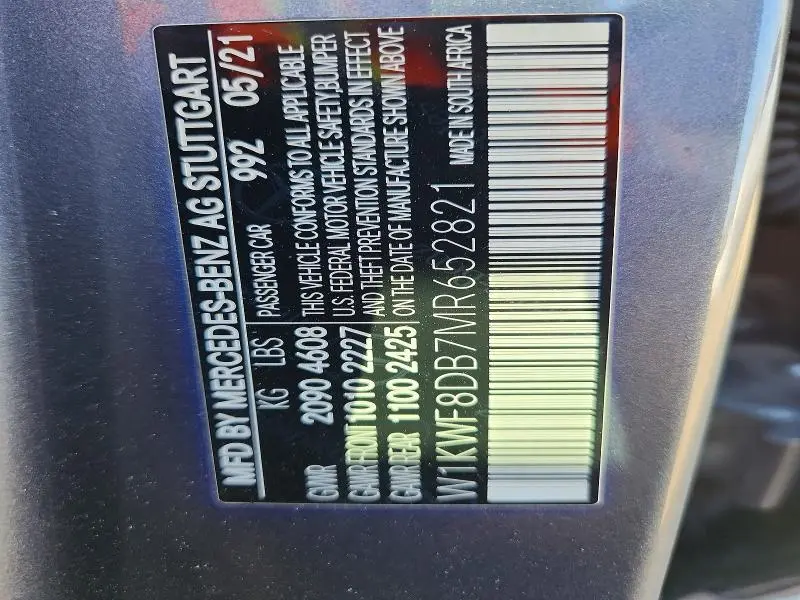 MFD BY MERCEDES-BENZ AG STUTTGART
992 05/21
KG LBS
GVWR 2090 4608
GAWR FRONT 1010 2227
GAWR REAR 1100 2425
PASSENGER CAR
THIS VEHICLE CONFORMS TO ALL APPLICABLE
U.S. FEDERAL MOTOR VEHICLE SAFETY,BUMPER
AND THEFT PREVENTION STANDARDS IN EFFECT
ON THE DATE OF MANUFACTURE SHOWN ABOVE
W1KWF8DB7MR652821 MADE IN SOUTH AFRICA